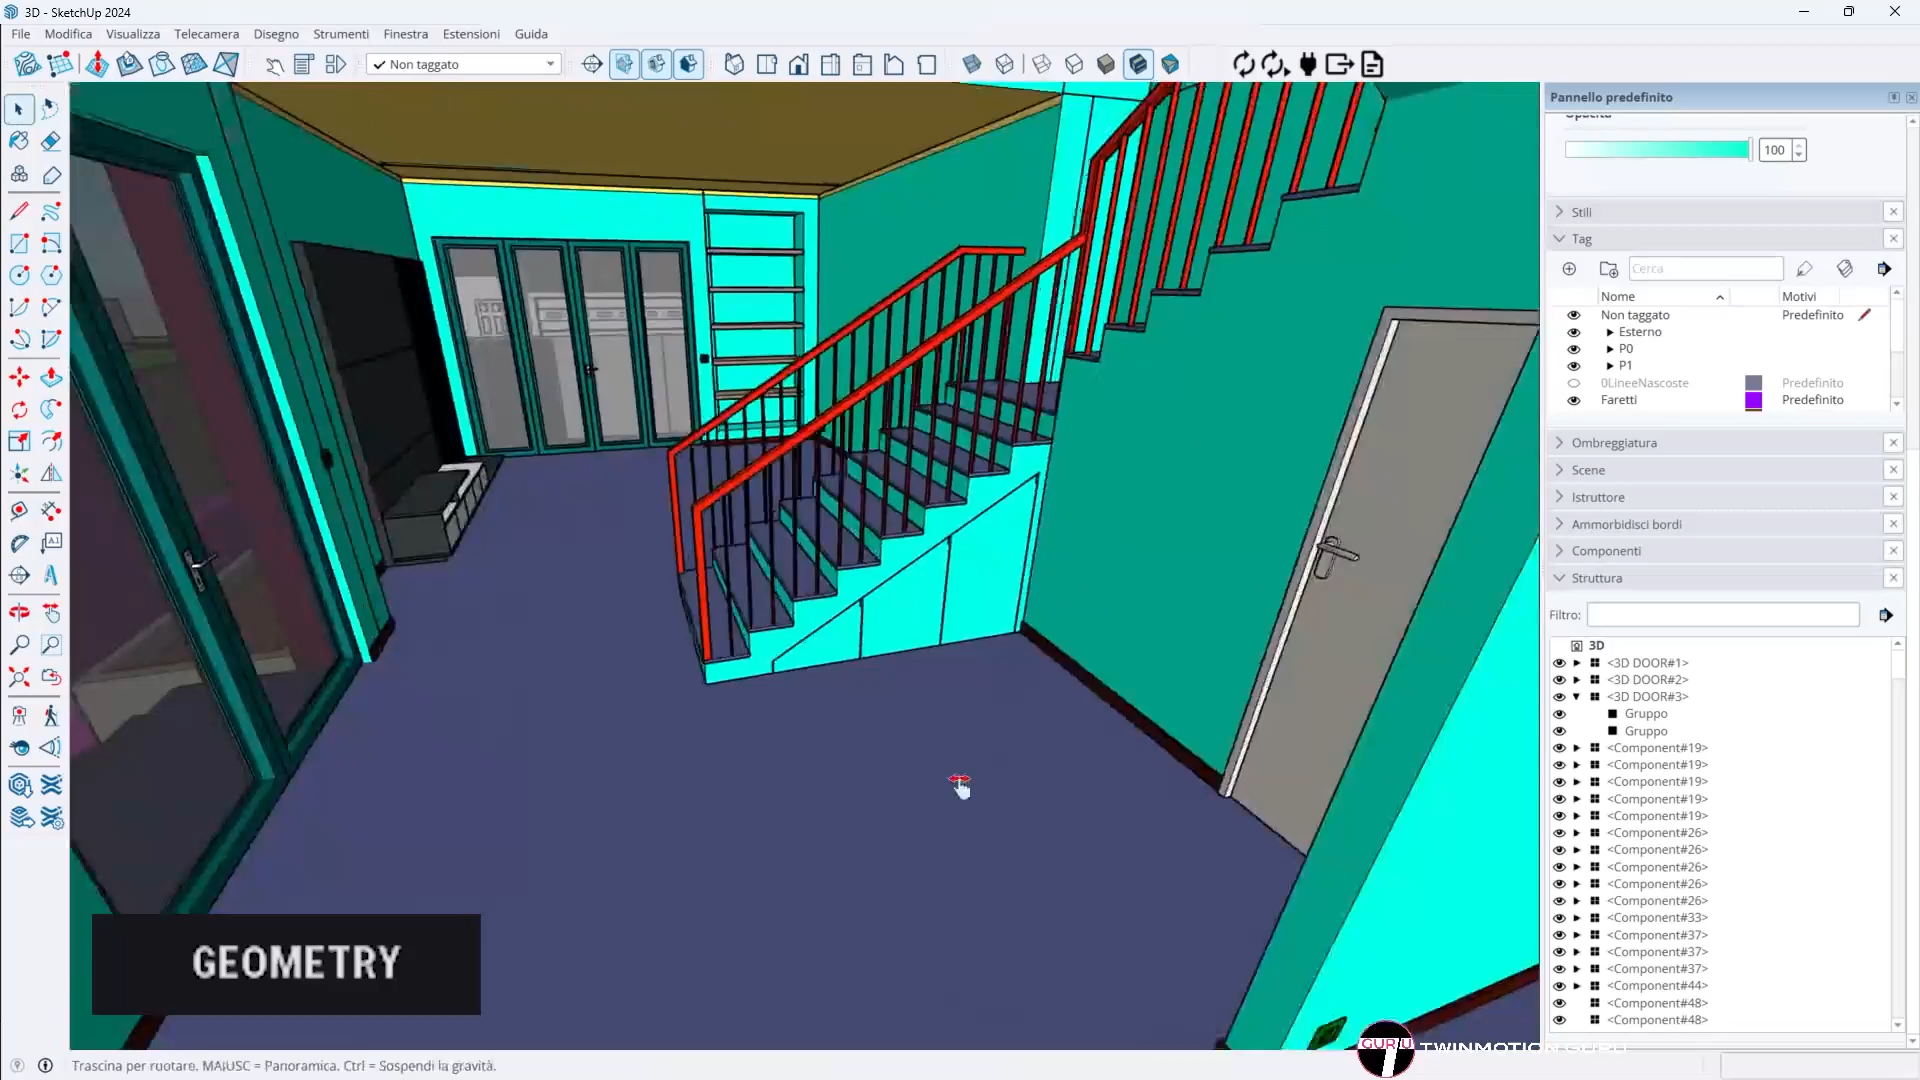 3D - SketchUp 2024
File Modifica Visualizza Telecamera Disegno Strumenti Finestra Estensioni Guida
Non taggato
Pannello predefinito
Opacità
100
Stili
Tag
Cerca
Nome Motivi
Non taggato Predefinito
Esterno
P0
P1
0LineeNascoste Predefinito
Faretti Predefinito
Ombreggiatura
Scene
Istruttore
Ammorbidisci bordi
Componenti
Struttura
Filtro:
3D
<3D DOOR#1>
<3D DOOR#2>
<3D DOOR#3>
Gruppo
Gruppo
<Component#19>
<Component#19>
<Component#19>
<Component#19>
<Component#19>
<Component#26>
<Component#26>
<Component#26>
<Component#26>
<Component#26>
<Component#33>
<Component#37>
<Component#37>
<Component#37>
<Component#44>
<Component#48>
<Component#48>
GEOMETRY
GURU
TWINMOTION GURU
Trascina per ruotare. MAIUSC = Panoramica. Ctrl = Sospendi la gravità.